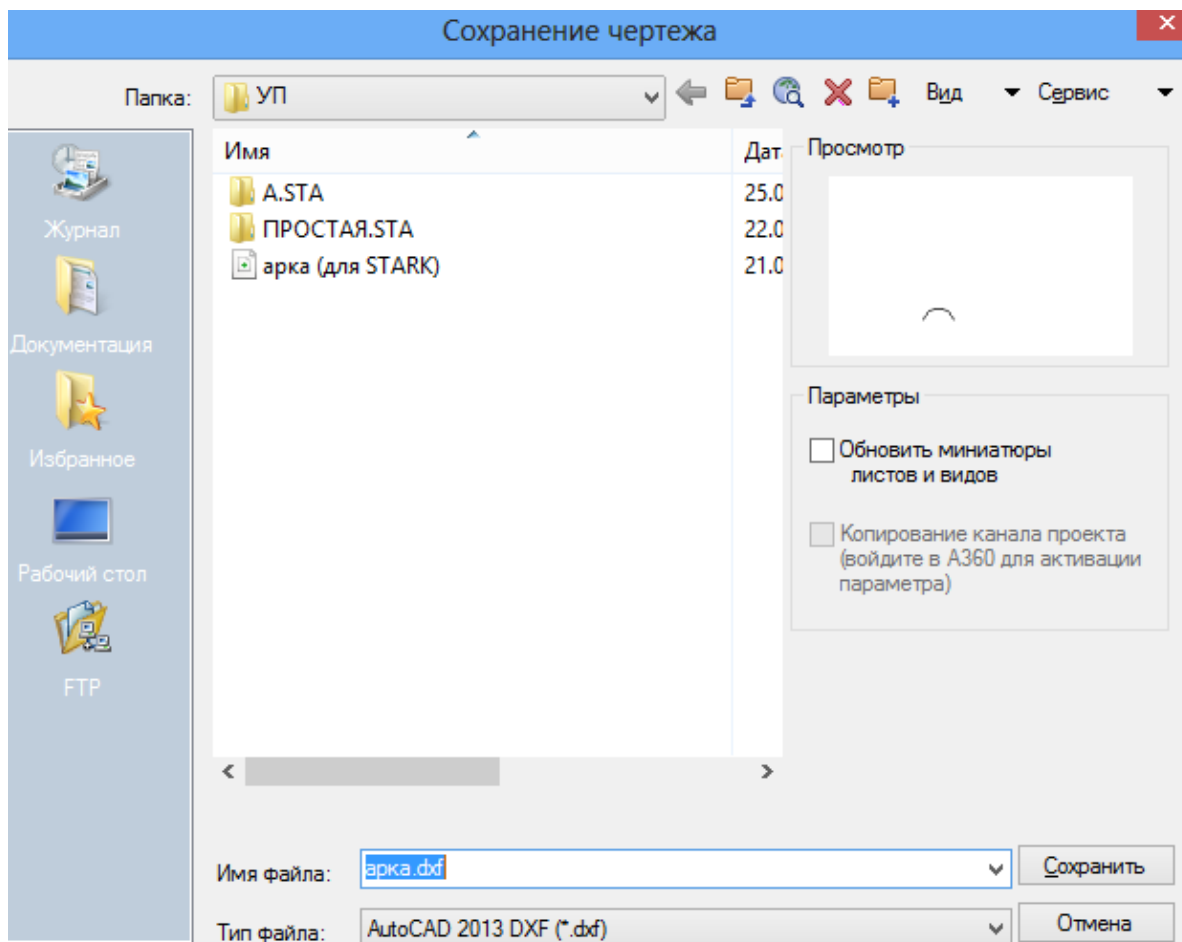 Сохранение чертежа
Папка:
УП
Вид
Сервис
Имя
Дат
Просмотр
A.STA
25.0
ПРОСТАЯ.STA
22.0
арка (для STARK)
21.0
Журнал
Документация
Избранное
Рабочий стол
FTP
Параметры
Обновить миниатюры
листов и видов
Копирование канала проекта
(войдите в A360 для активации
параметра)
Имя файла:
арка.dxf
Сохранить
Тип файла:
AutoCAD 2013 DXF (*.dxf)
Отмена